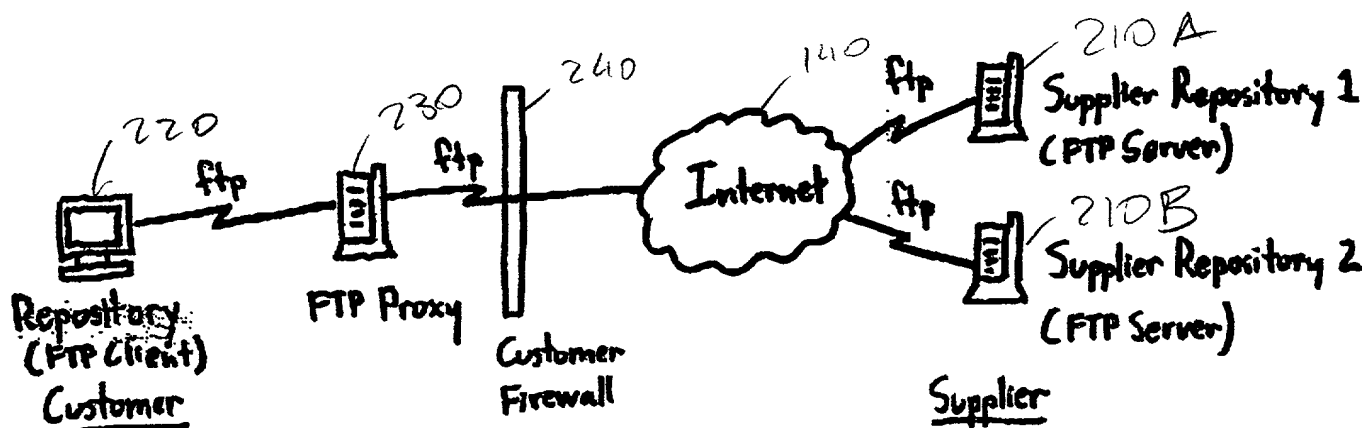 220
ftp
Repository
(FTP Client)
Customer
230
FTP Proxy
ftp
240
Customer
Firewall
140
Internet
ftp
210A
Supplier Repository 1
(FTP Server)
ftp
210B
Supplier Repository 2
(FTP Server)
Supplier